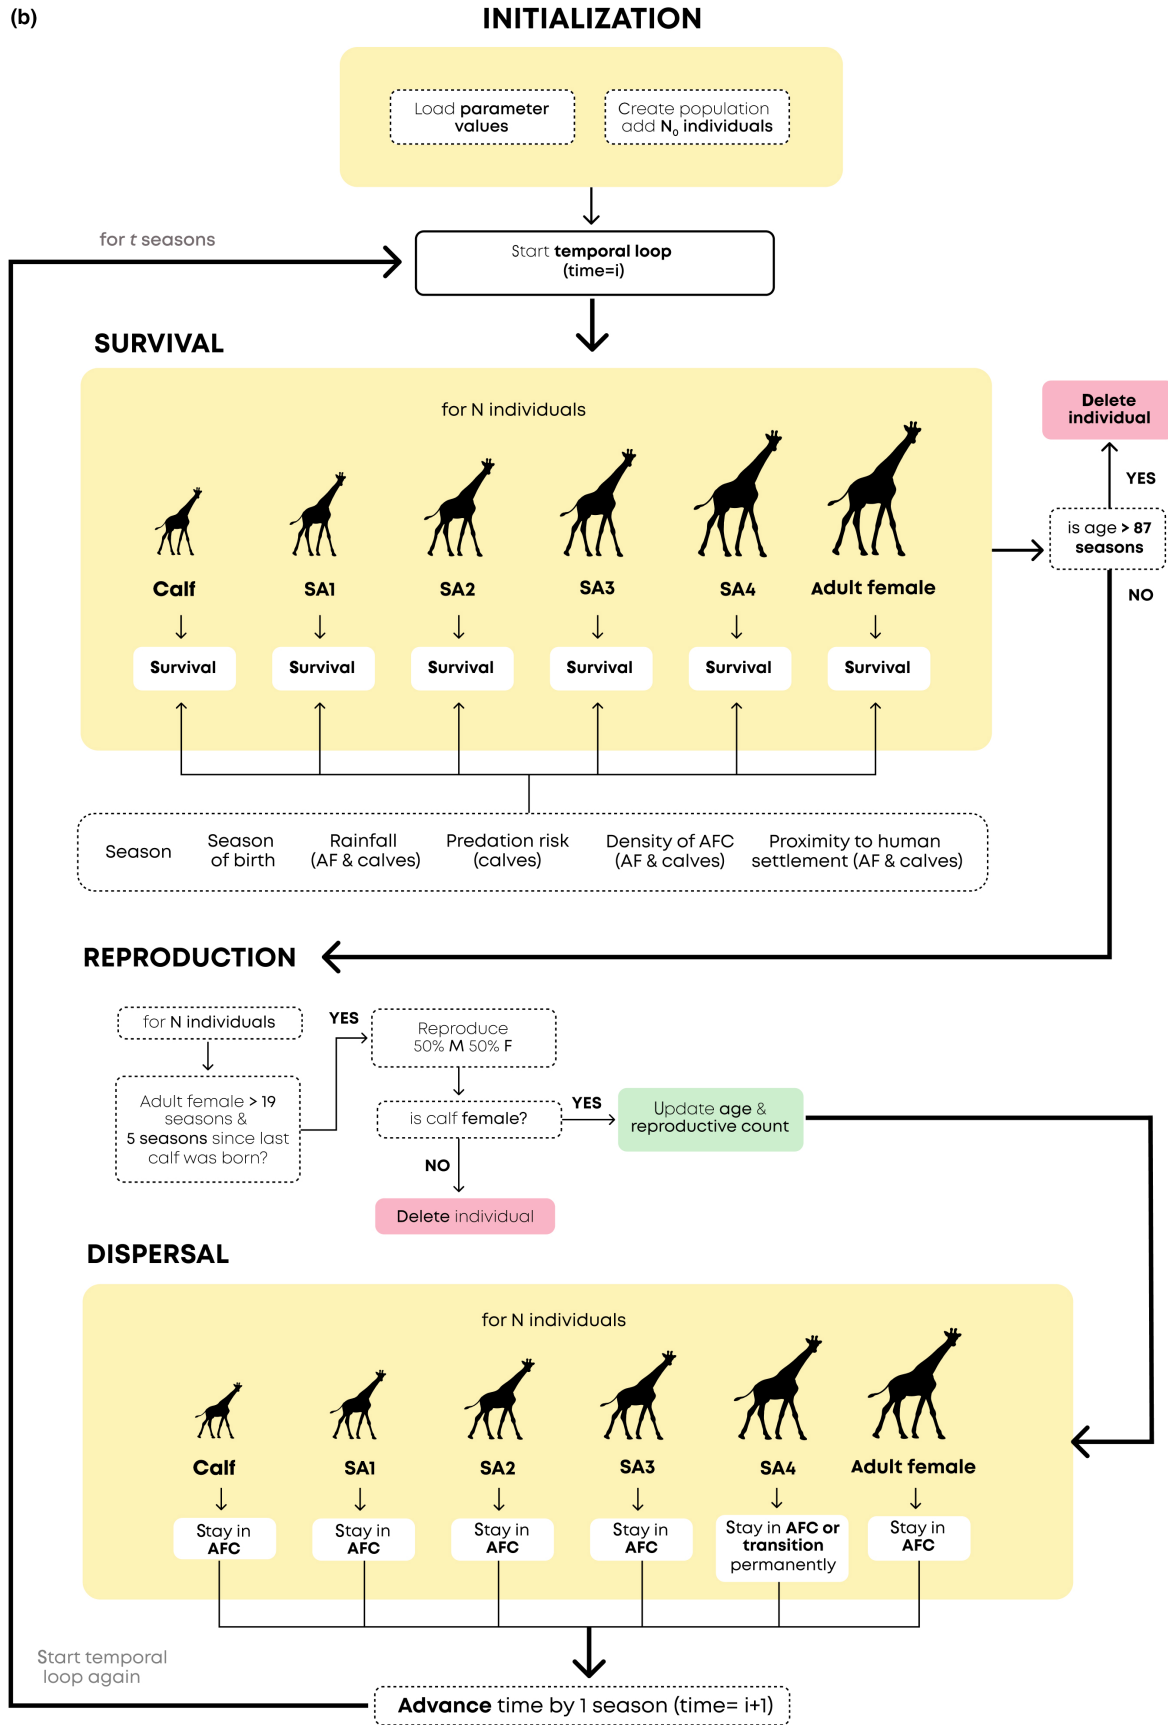 (b)
INITIALIZATION
Load parameter
values
Create population
add N₀ individuals
for t seasons
Start temporal loop
(time=i)
SURVIVAL
for N individuals
Delete
individual
YES
is age > 87
seasons
NO
Calf
SA1
SA2
SA3
SA4
Adult female
Survival
Survival
Survival
Survival
Survival
Survival
Season
Season
of birth
Rainfall
(AF & calves)
Predation risk
(calves)
Density of AFC
(AF & calves)
Proximity to human
settlement (AF & calves)
REPRODUCTION
for N individuals
Adult female > 19
seasons &
5 seasons since last
calf was born?
YES
Reproduce
50% M 50% F
is calf female?
YES
Update age &
reproductive count
NO
Delete individual
DISPERSAL
for N individuals
Calf
SA1
SA2
SA3
SA4
Adult female
Stay in
AFC
Stay in
AFC
Stay in
AFC
Stay in
AFC
Stay in AFC or
transition
permanently
Stay in
AFC
Start temporal
loop again
Advance time by 1 season (time= i+1)